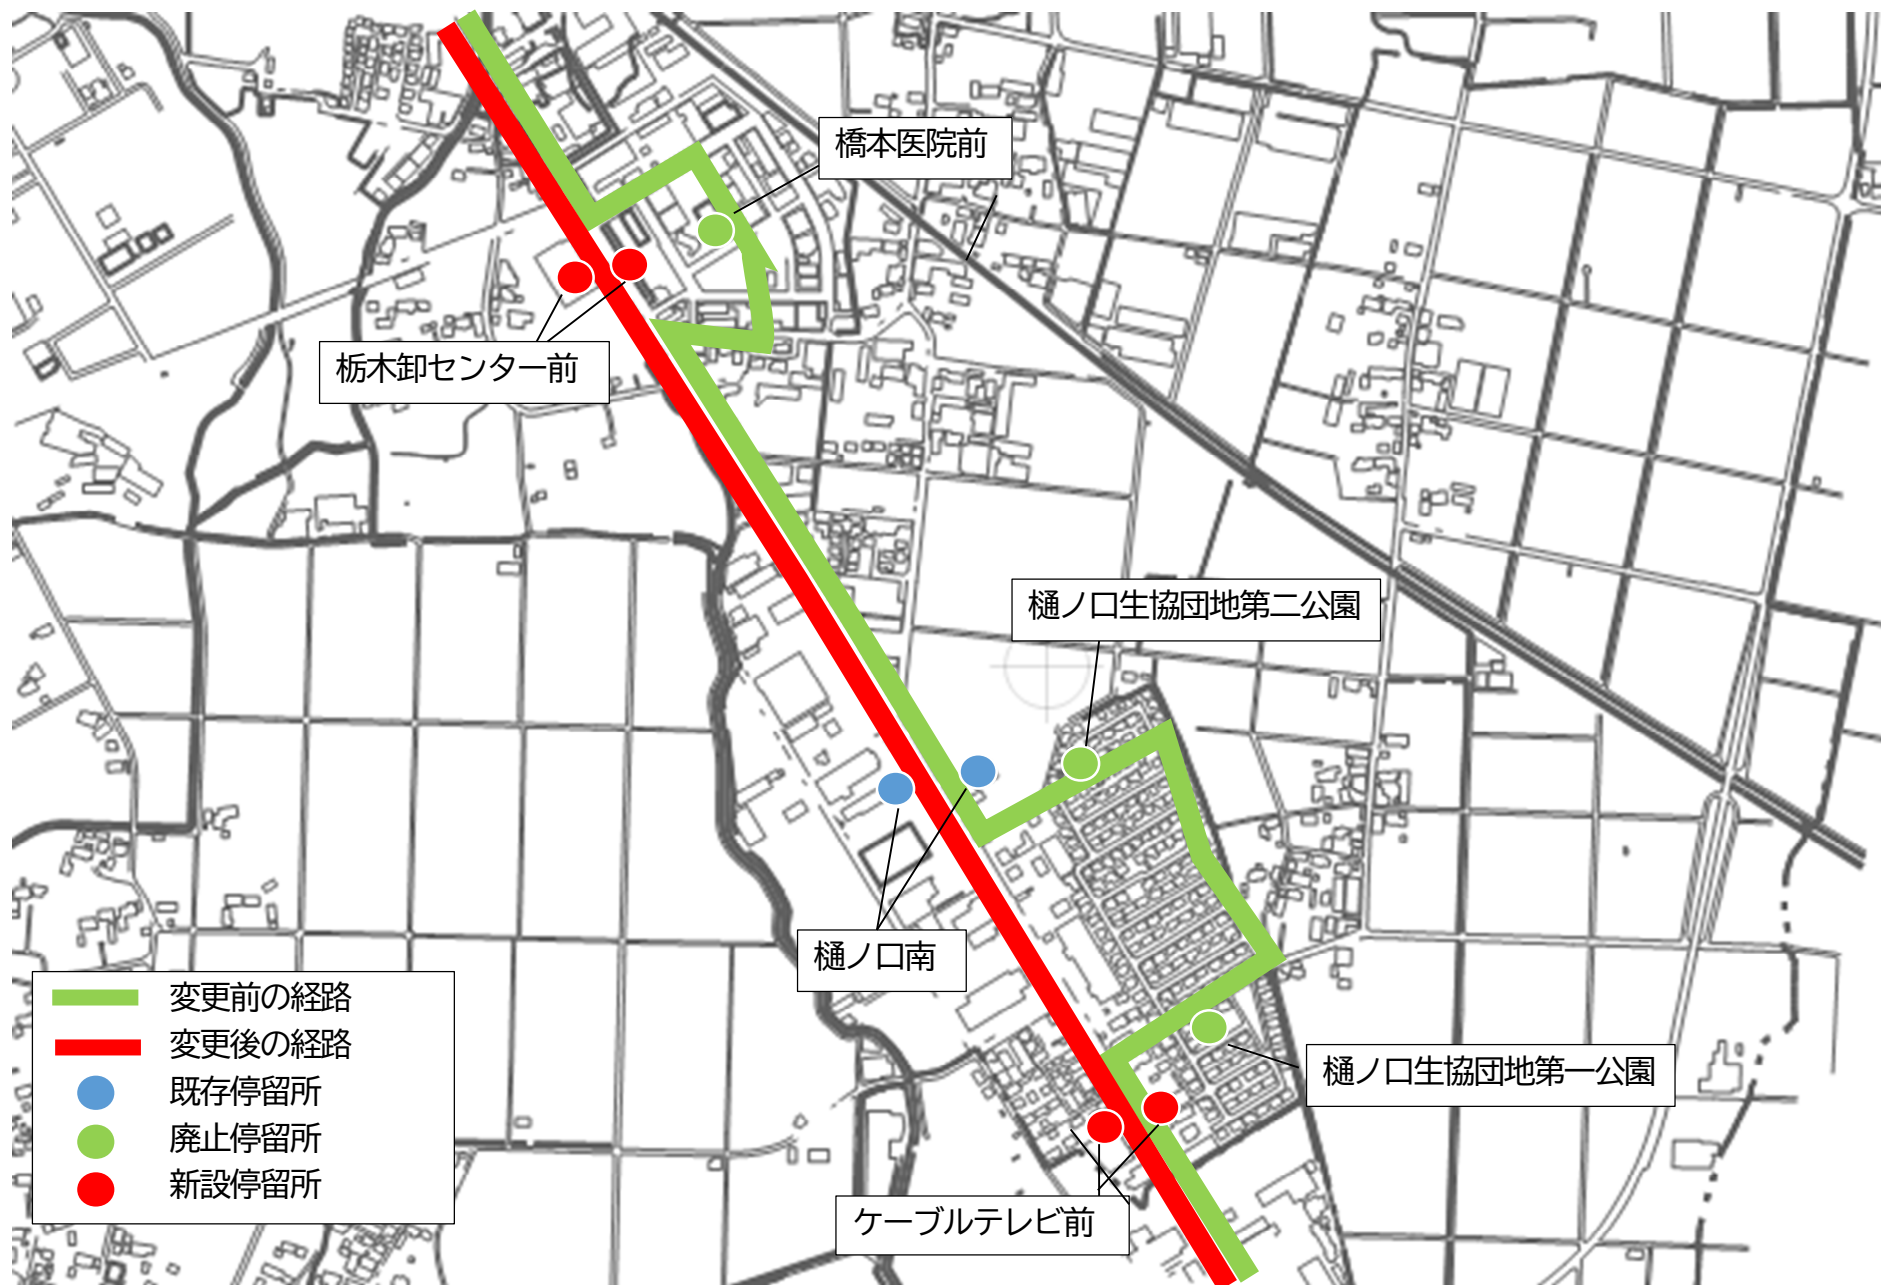 橋本医院前
栃木卸センター前
樋ノ口生協団地第二公園
樋ノ口南
変更前の経路
変更後の経路
既存停留所
廃止停留所
新設停留所
樋ノ口生協団地第一公園
ケーブルテレビ前